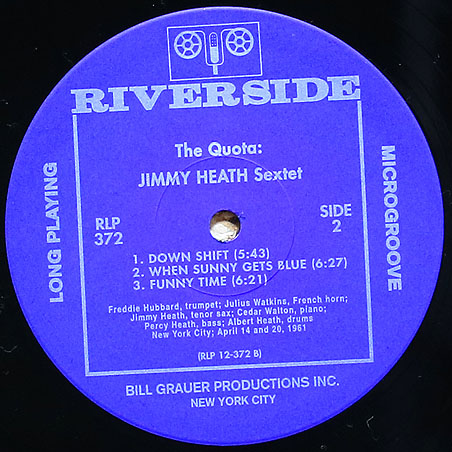 RIVERSIDE
The Quota:
JIMMY HEATH Sextet
LONG PLAYING
MICROGROOVE
RLP
372
SIDE
2
1. DOWN SHIFT (5:43)
2. WHEN SUNNY GETS BLUE (6:27)
3. FUNNY TIME (6:21)
Freddie Hubbard, trumpet; Julius Watkins, French horn;
Jimmy Heath, tenor sax; Cedar Walton, piano;
Percy Heath, bass; Albert Heath, drums
New York City; April 14 and 20, 1961
(RLP 12-372 B)
BILL GRAUER PRODUCTIONS INC.
NEW YORK CITY